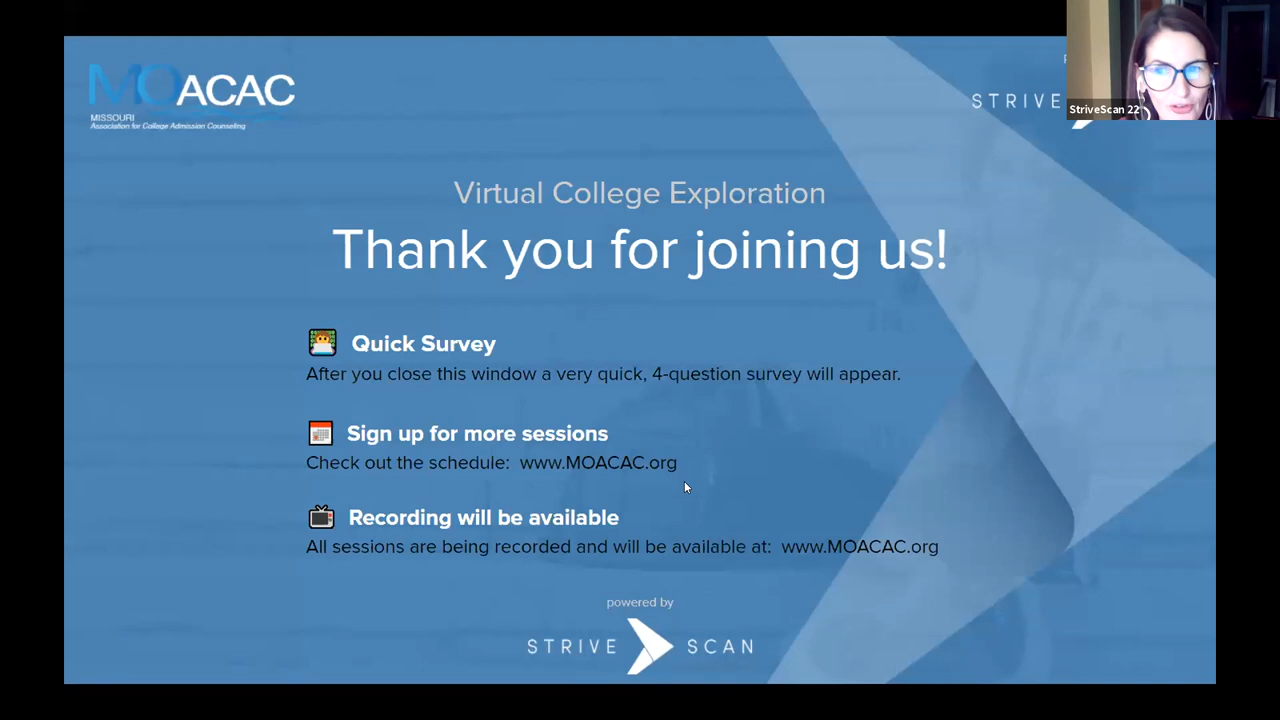 MOACAC
MISSOURI
Association for College Admission Counseling
STRIVE
StriveScan 22
Virtual College Exploration
Thank you for joining us!
Quick Survey
After you close this window a very quick, 4-question survey will appear.
Sign up for more sessions
Check out the schedule: www.MOACAC.org
Recording will be available
All sessions are being recorded and will be available at: www.MOACAC.org
powered by
STRIVE SCAN